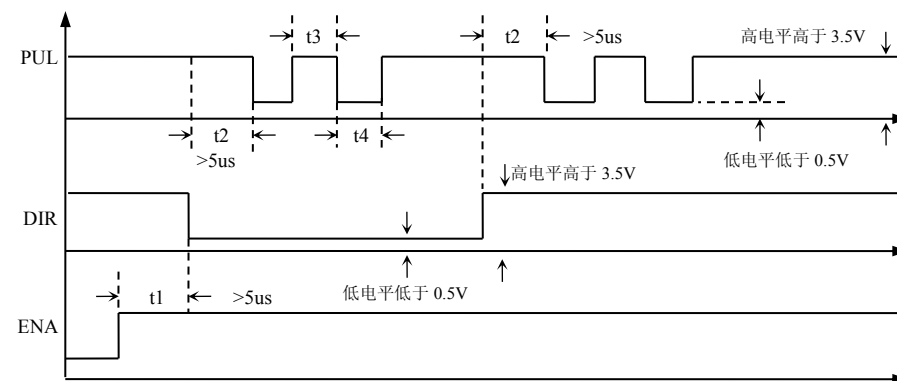 t3
t2
>5us
高电平高于 3.5V
PUL
t2
t4
>5us
低电平低于 0.5V
高电平高于 3.5V
DIR
低电平低于 0.5V
t1
>5us
ENA